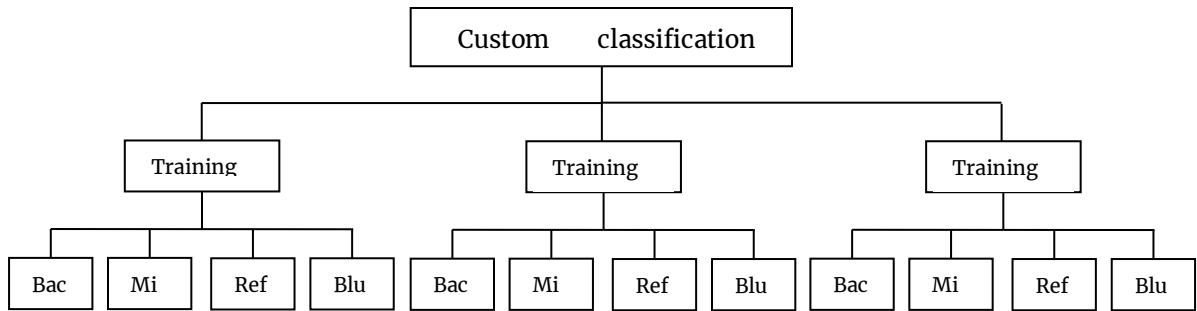 Custom classification
Training Training Training
Bac Mi Ref Blu Bac Mi Ref Blu Bac Mi Ref Blu